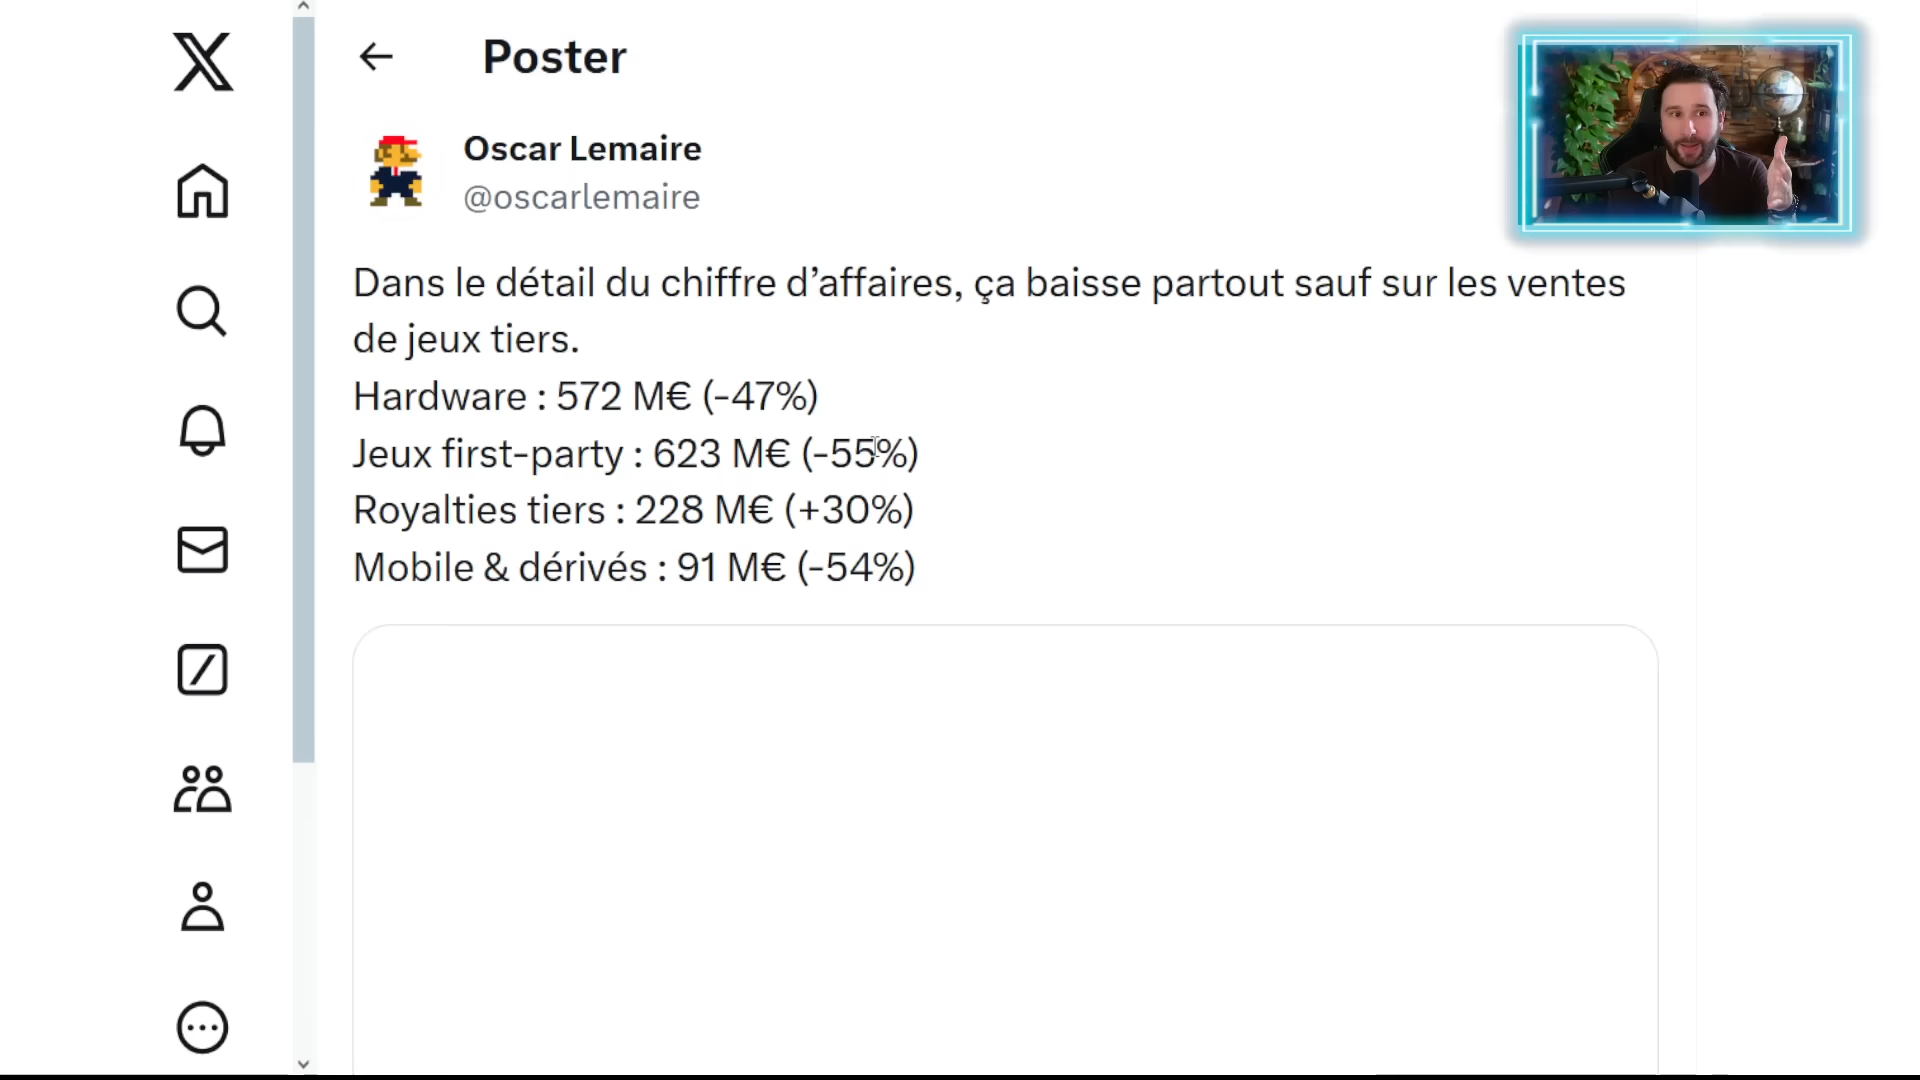 Poster
Oscar Lemaire
@oscarlemaire
Dans le détail du chiffre d’affaires, ça baisse partout sauf sur les ventes
de jeux tiers.
Hardware : 572 M€ (-47%)
Jeux first-party : 623 M€ (-55%)
Royalties tiers : 228 M€ (+30%)
Mobile & dérivés : 91 M€ (-54%)